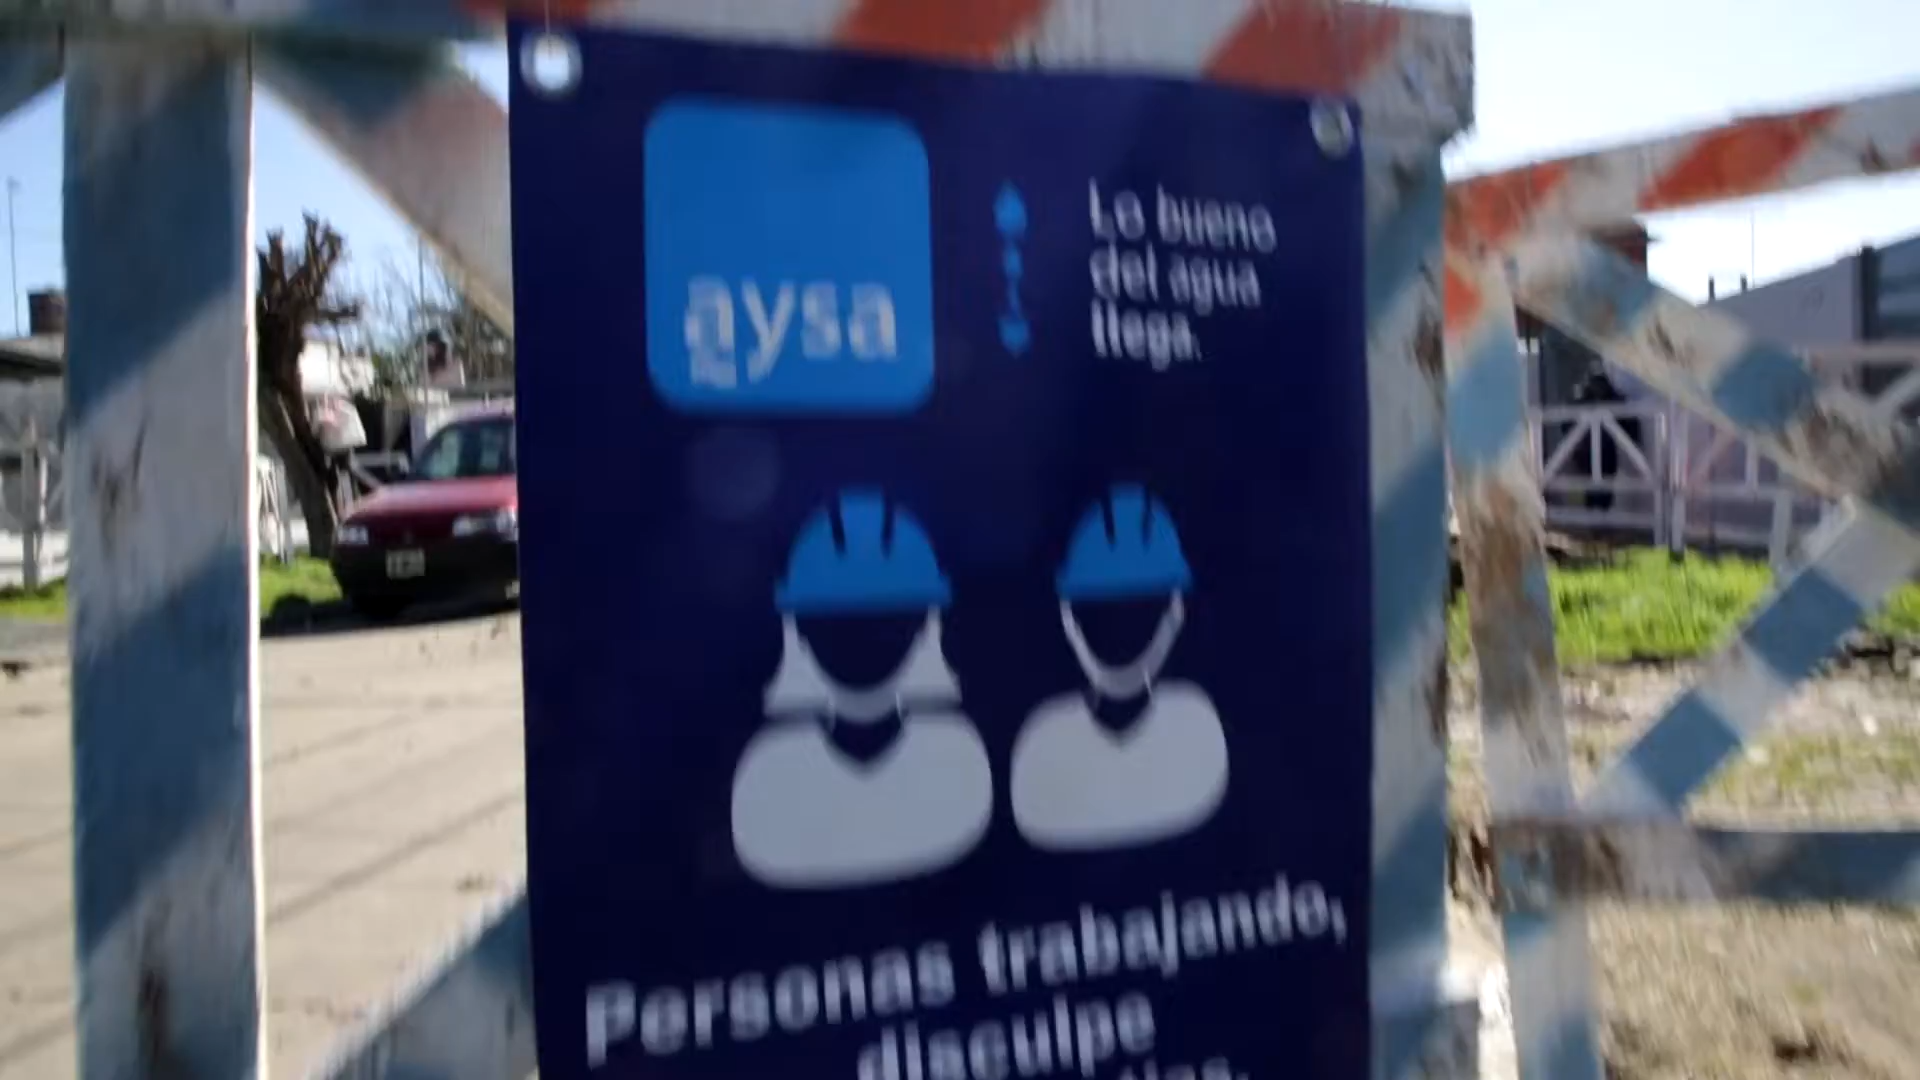 aysa
Lo bueno
del agua
llega.
Personas trabajando,
disculpe